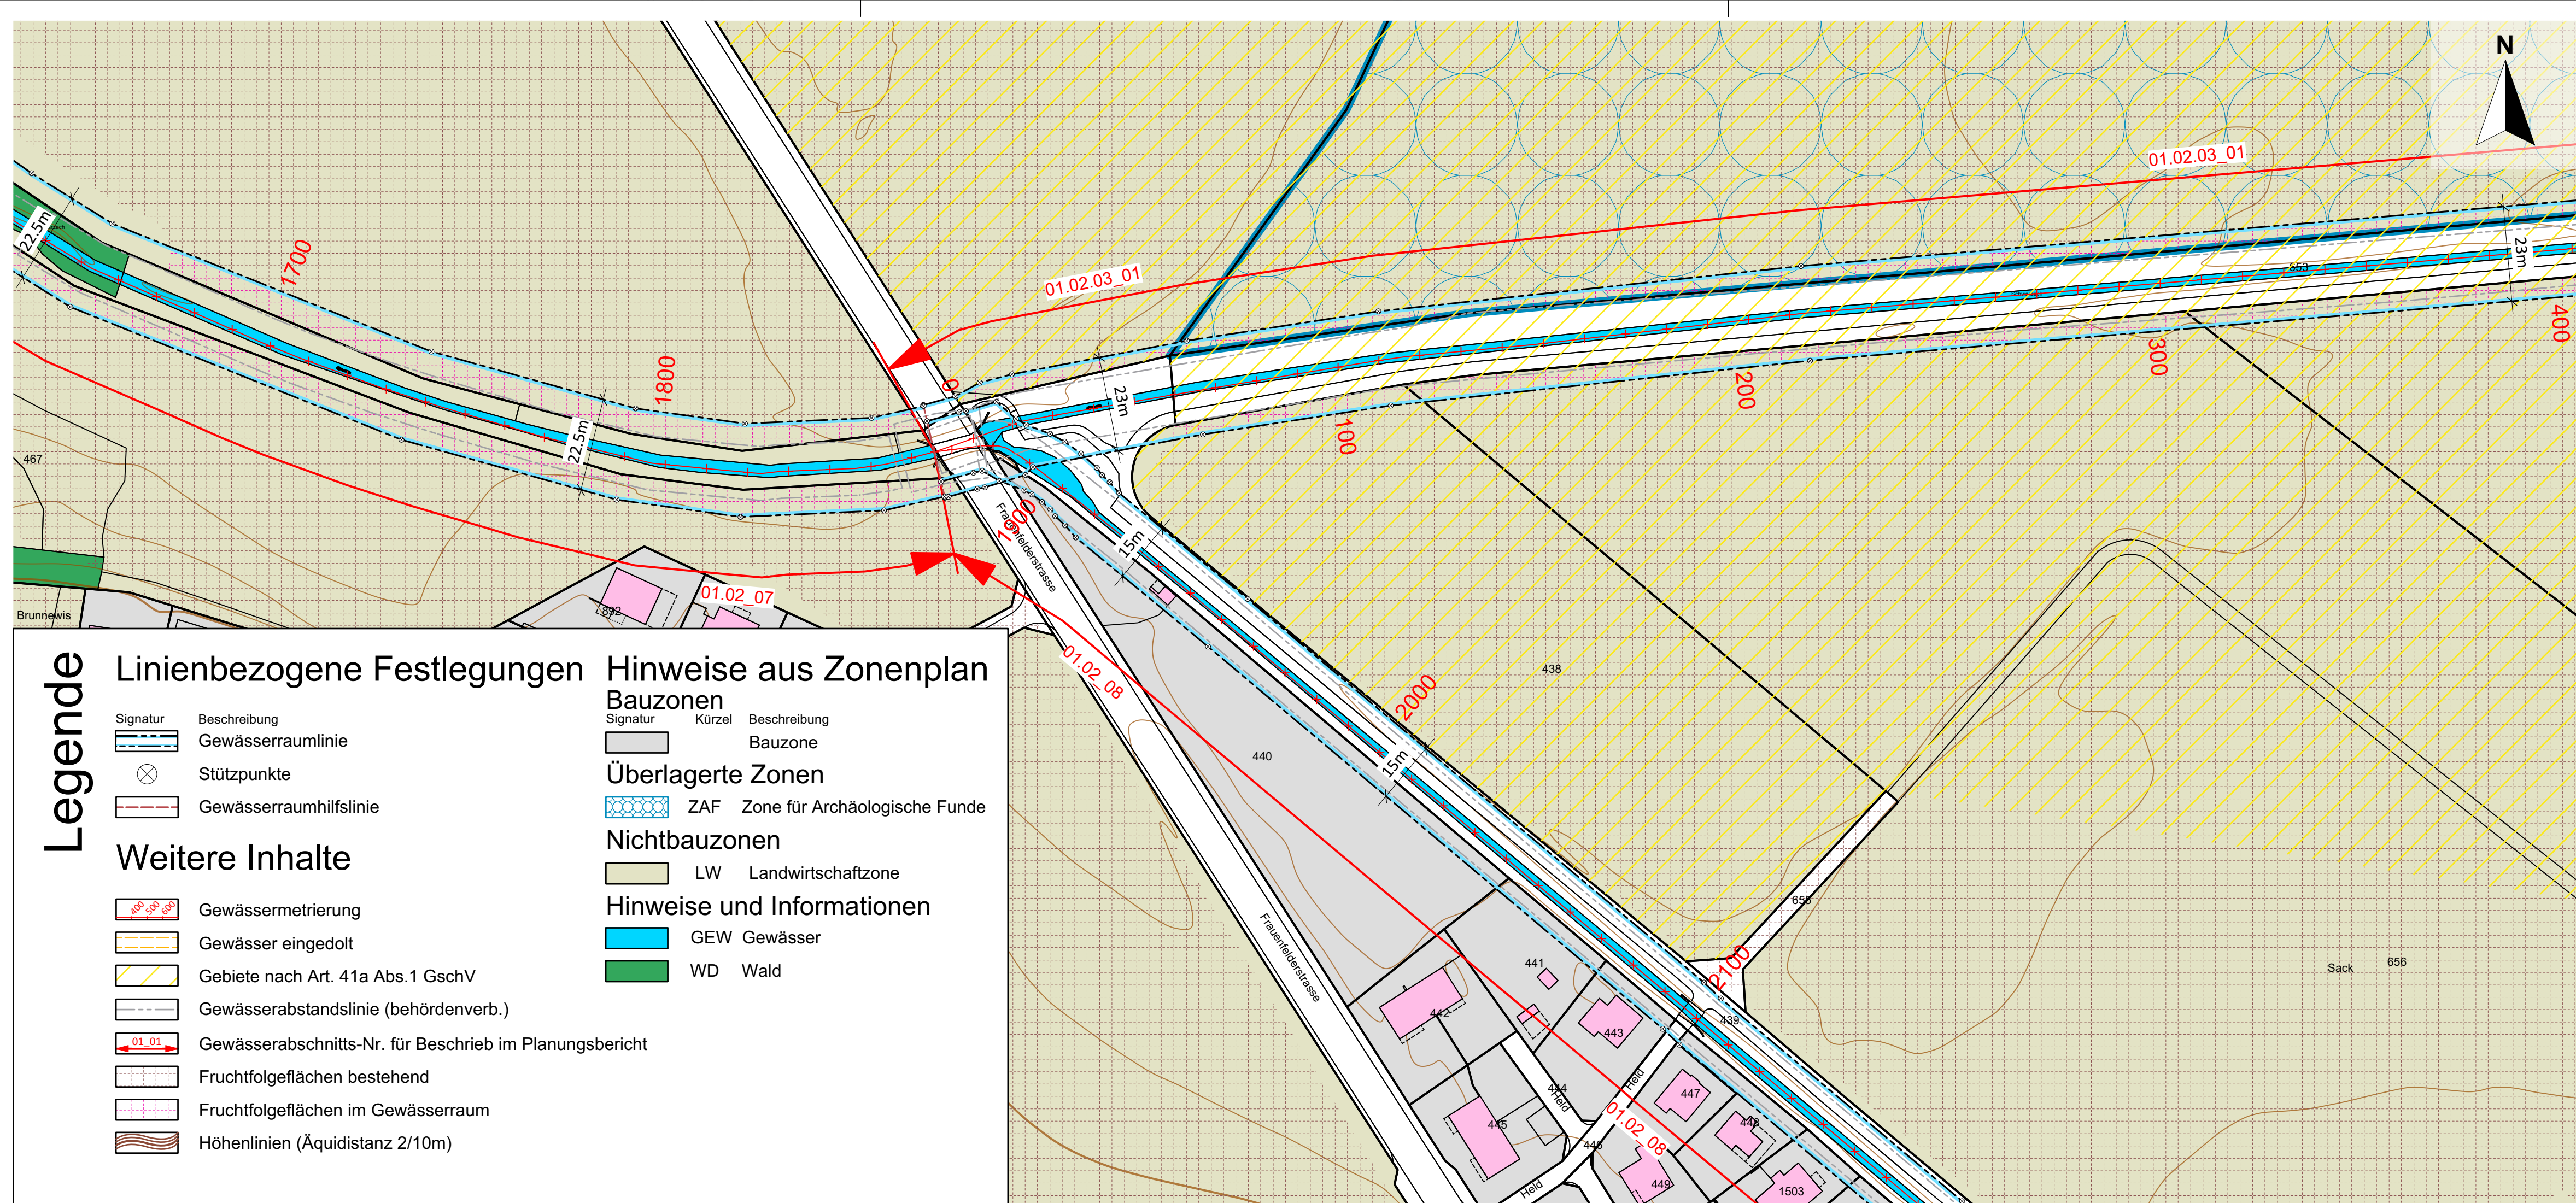 N
01.02.03_01
22.5m
1700
653
23m
01.02.03_01
400
300
1800
0
23m
200
100
22.5m
467
1900
Frauenfelderstrasse
15m
Brunnewis
892
01.02_07
01.02_08
438
2000
440
15m
655
Frauenfelderstrasse
441
2100
Sack
656
442
443
439
444
Held
Held
447
445
01.02_08
448
446
449
Held
1503
Legende
Linienbezogene Festlegungen
Signatur Beschreibung
Gewässerraumlinie
Stützpunkte
Gewässerraumhilfslinie
Weitere Inhalte
400 500 600 Gewässermetrierung
Gewässer eingedolt
Gebiete nach Art. 41a Abs.1 GschV
Gewässerabstandslinie (behördenverb.)
01_01 Gewässerabschnitts-Nr. für Beschrieb im Planungsbericht
Fruchtfolgeflächen bestehend
Fruchtfolgeflächen im Gewässerraum
Höhenlinien (Äquidistanz 2/10m)
Hinweise aus Zonenplan
Bauzonen
Signatur Kürzel Beschreibung
Bauzone
Überlagerte Zonen
ZAF Zone für Archäologische Funde
Nichtbauzonen
LW Landwirtschaftzone
Hinweise und Informationen
GEW Gewässer
WD Wald